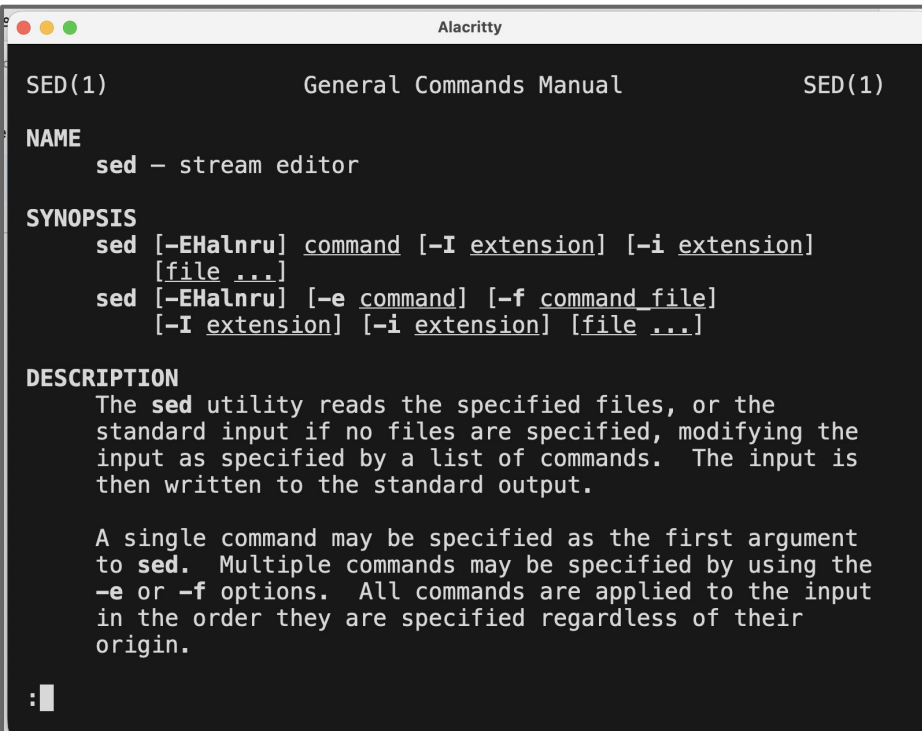 Alacritty
SED(1) General Commands Manual SED(1)
NAME
sed – stream editor
SYNOPSIS
sed [-EHalnru] command [-I extension] [-i extension]
[file ...]
sed [-EHalnru] [-e command] [-f command_file]
[-I extension] [-i extension] [file ...]
DESCRIPTION
The sed utility reads the specified files, or the
standard input if no files are specified, modifying the
input as specified by a list of commands.  The input is
then written to the standard output.
A single command may be specified as the first argument
to sed.  Multiple commands may be specified by using the
-e or -f options.  All commands are applied to the input
in the order they are specified regardless of their
origin.
: